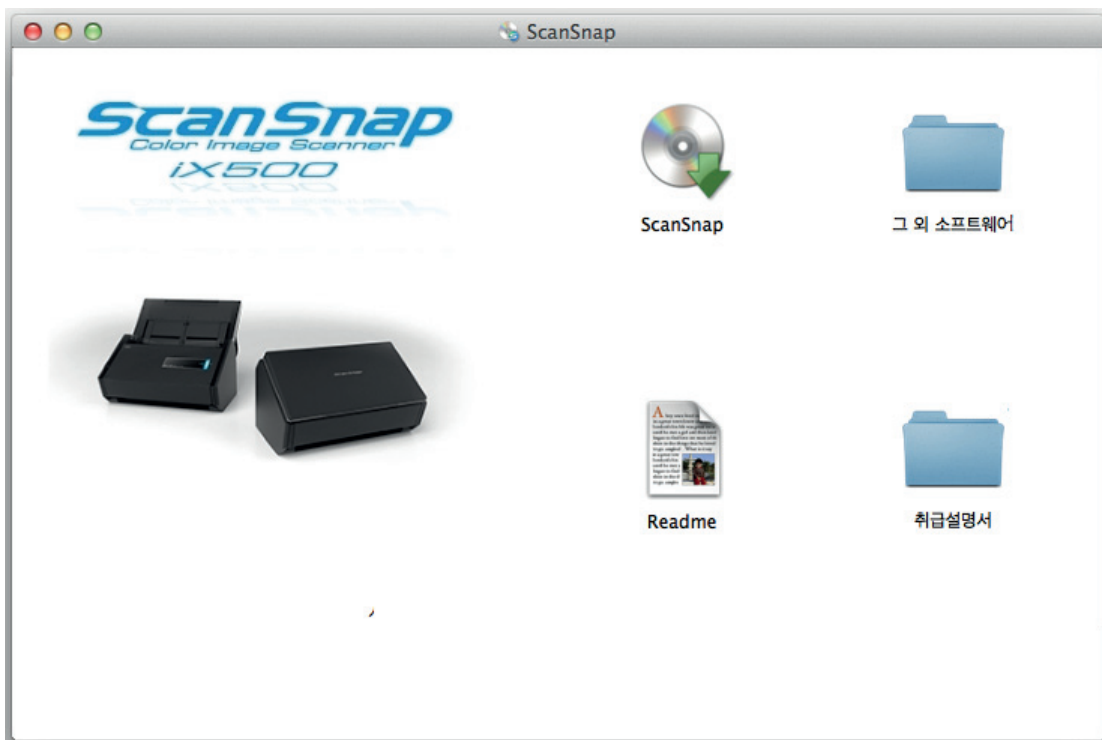 ScanSnap
ScanSnap
Color Image Scanner
iX500
ScanSnap
그 외 소프트웨어
Readme
취급설명서